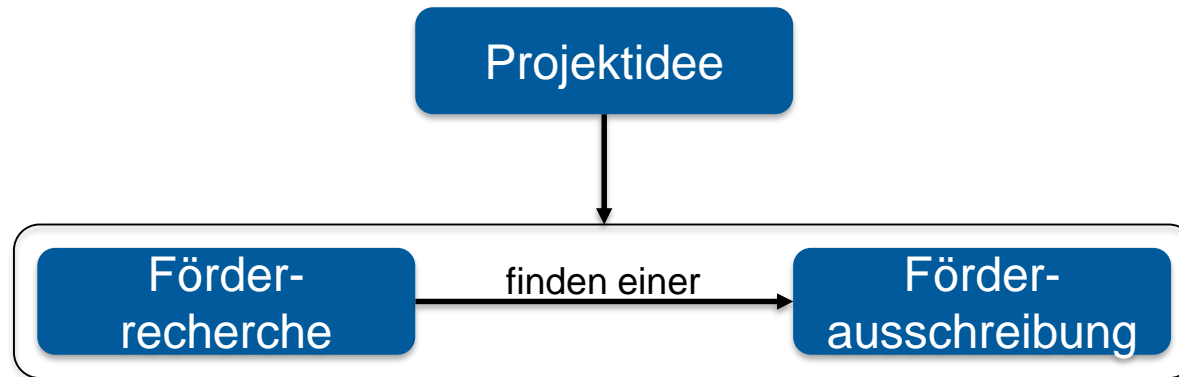 Projektidee
Förder-
recherche
finden einer
Förder-
ausschreibung